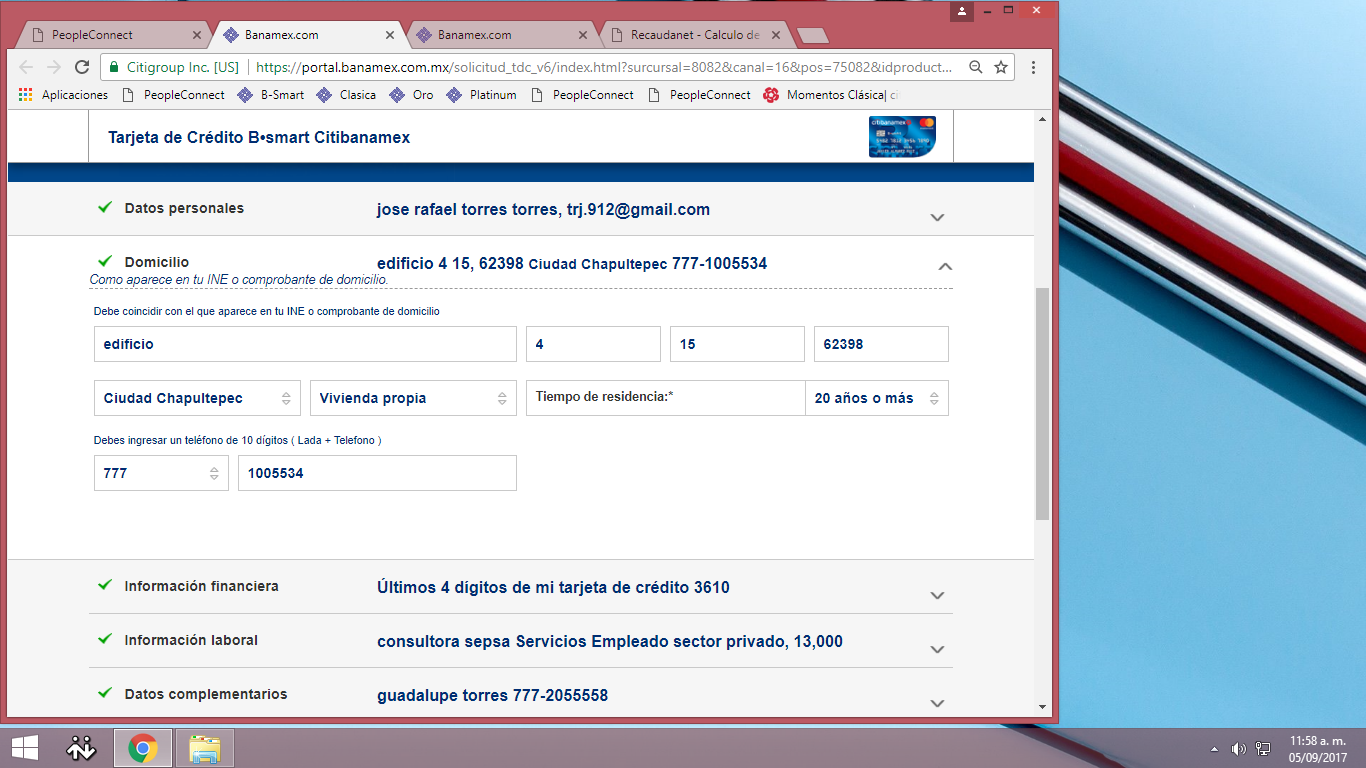 PeopleConnect
Banamex.com
Banamex.com
Recaudanet - Calculo de
Citigroup Inc. [US]
https://portal.banamex.com.mx/solicitud_tdc_v6/index.html?surcursal=8082&canal=16&pos=75082&idproduct...
Aplicaciones PeopleConnect B-Smart Clasica Oro Platinum PeopleConnect PeopleConnect Momentos Clásica|
Tarjeta de Crédito B•smart Citibanamex
citibanamex
Datos personales
jose rafael torres torres, trj.912@gmail.com
Domicilio
edificio 4 15, 62398 Ciudad Chapultepec 777-1005534
Como aparece en tu INE o comprobante de domicilio.
Debe coincidir con el que aparece en tu INE o comprobante de domicilio
edificio 4 15 62398
Ciudad Chapultepec Vivienda propia Tiempo de residencia:* 20 años o más
Debes ingresar un teléfono de 10 dígitos ( Lada + Telefono )
777 1005534
Información financiera
Últimos 4 dígitos de mi tarjeta de crédito 3610
Información laboral
consultora sepsa Servicios Empleado sector privado, 13,000
Datos complementarios
guadalupe torres 777-2055558
11:58 a. m.
05/09/2017